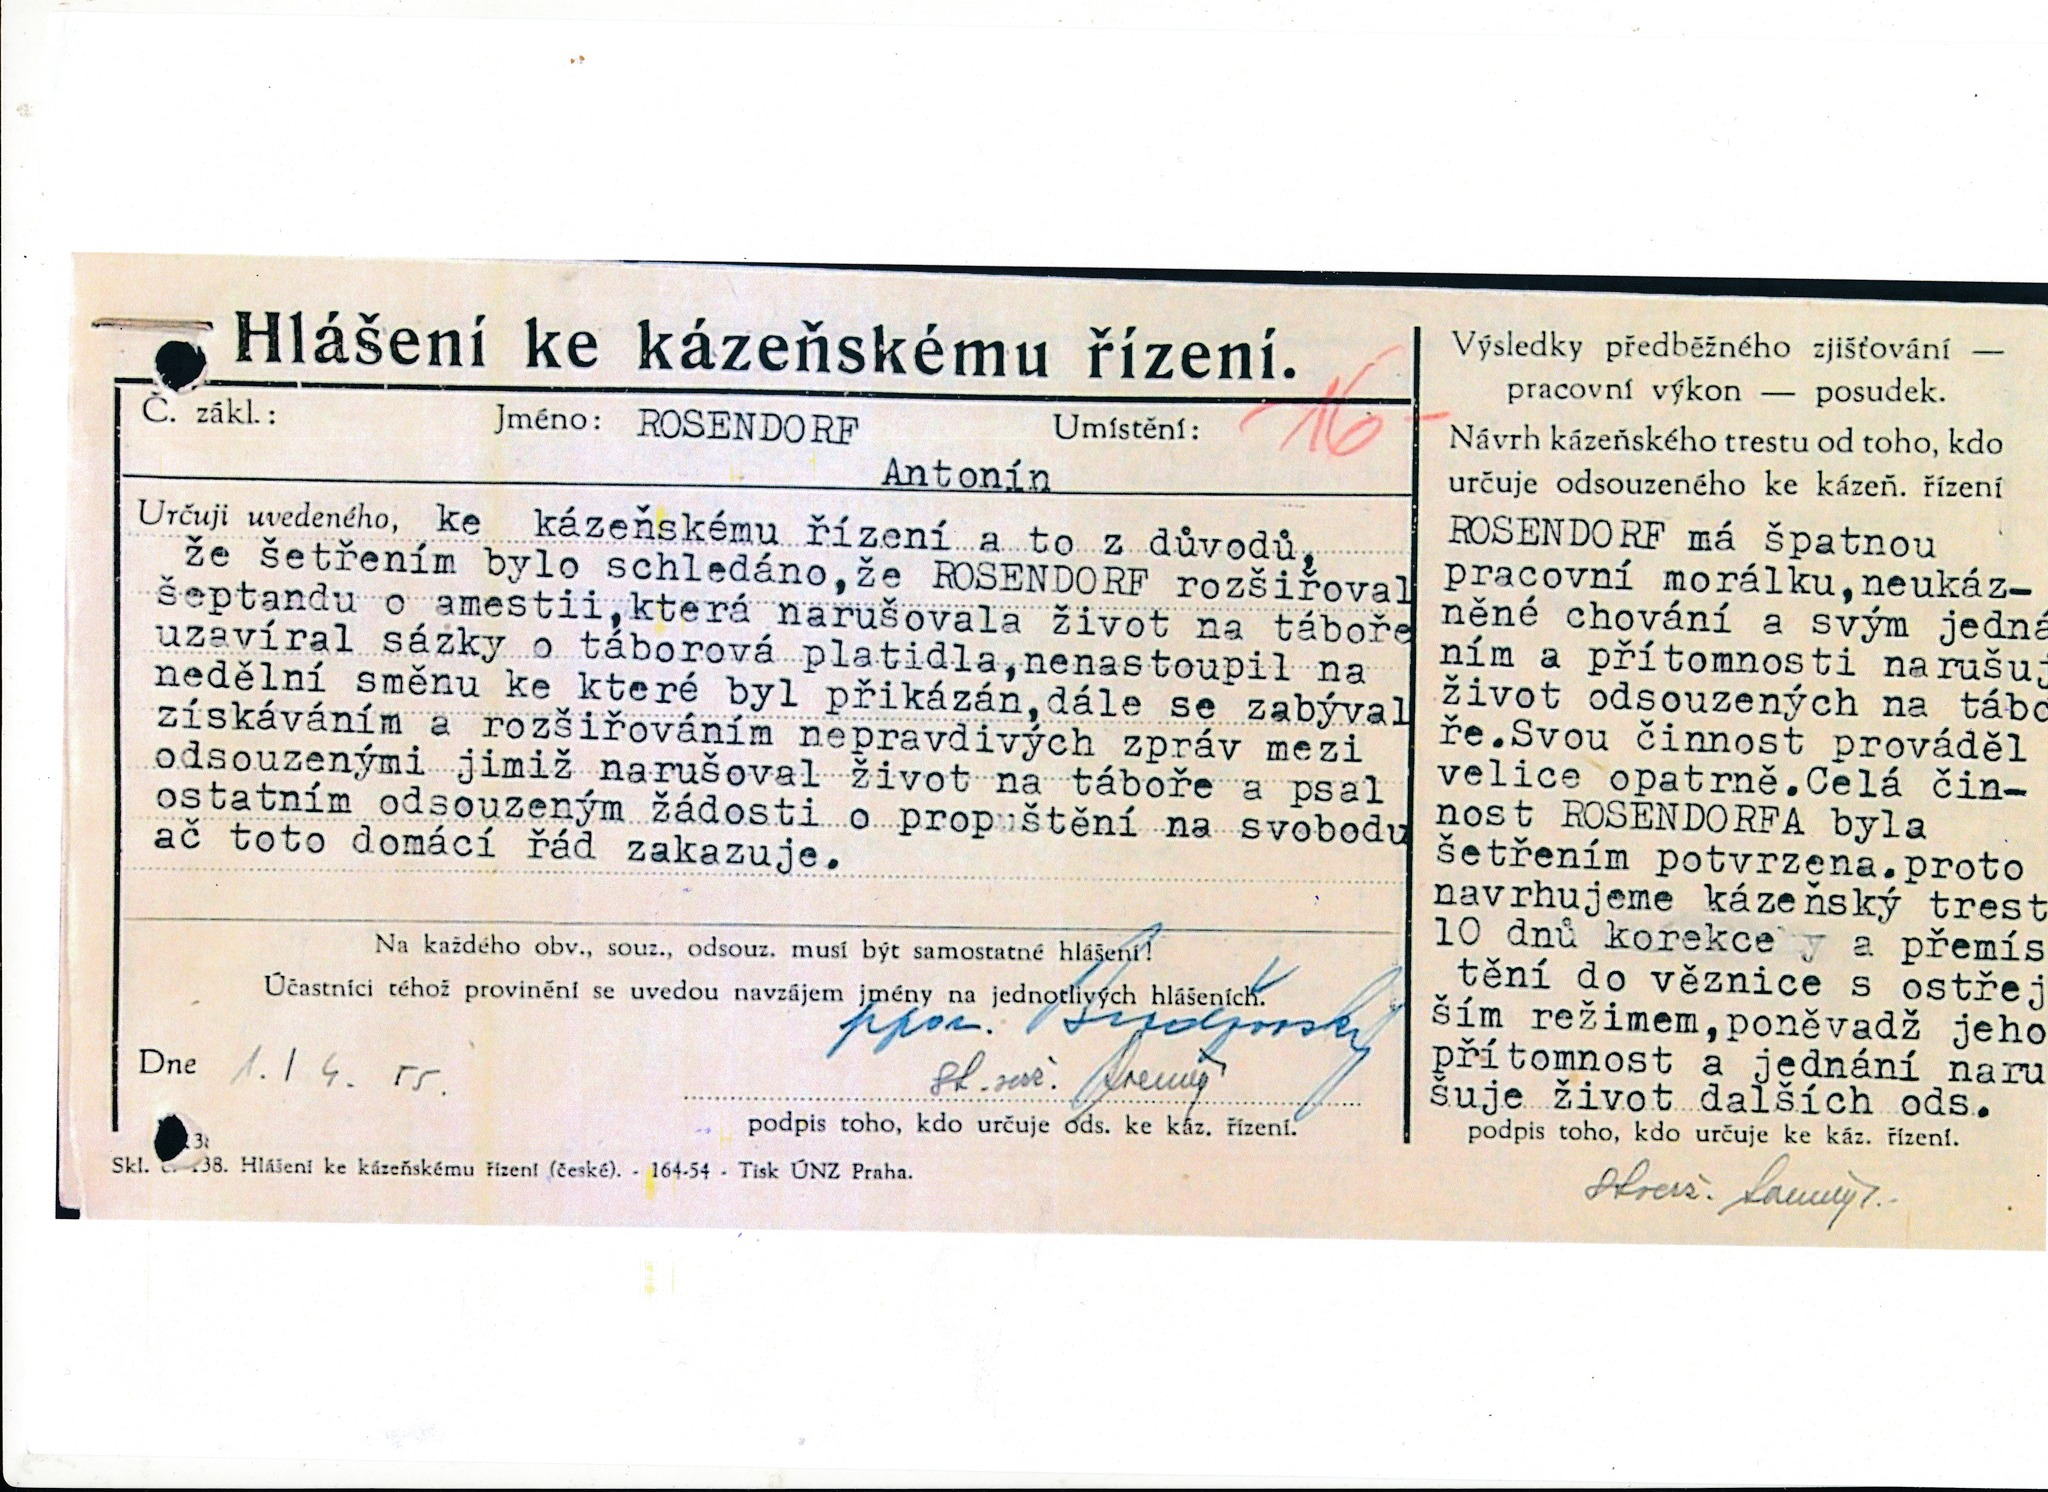 Hlášení ke kázeňskému řízení.
Č. zákl.: Jméno: ROSENDORF Umístění: 16
Antonín
Určuji uvedeného, ke kázeňskému řízení a to z důvodů,
že šetřením bylo schledáno,že ROSENDORF rozšiřoval
šeptandu o amestii,která narušovala život na táboře
uzavíral sázky o táborová platidla,nenastoupil na
nedělní směnu ke které byl přikázán,dále se zabýval
získáváním a rozšiřováním nepravdivých zpráv mezi
odsouzenými jimiž narušoval život na táboře a psal
ostatním odsouzeným žádosti o propuštění na svobodu
ač toto domácí řád zakazuje.
Na každého obv., souz., odsouz. musí být samostatné hlášení!
Účastníci téhož provinění se uvedou navzájem jmény na jednotlivých hlášeních.
ppor.
Dne 1. / 4. 55. st.
podpis toho, kdo určuje ods. ke káz. řízení.
Skl. č. 138. Hlášení ke kázeňskému řízení (české). - 164-54 - Tisk ÚNZ Praha.
Výsledky předběžného zjišťování —
pracovní výkon — posudek.
Návrh kázeňského trestu od toho, kdo
určuje odsouzeného ke kázeň. řízení
ROSENDORF má špatnou
pracovní morálku,neukáz-
něné chování a svým jedná
ním a přítomnosti narušuj
život odsouzených na tábo
ře.Svou činnost prováděl
velice opatrně.Celá čin-
nost ROSENDORFA byla
šetřením potvrzena.proto
navrhujeme kázeňský trest
10 dnů korekce a přemís
tění do věznice s ostřej
ším režimem,poněvadž jeho
přítomnost a jednání naru
šuje život dalších ods.
podpis toho, kdo určuje ke káz. řízení.